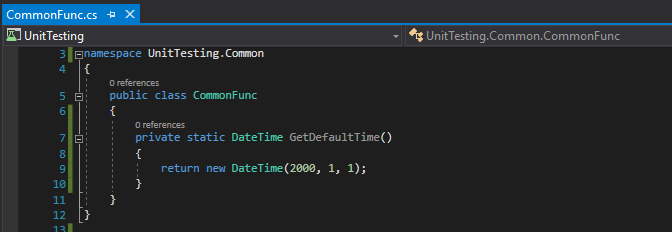 CommonFunc.cs
UnitTesting UnitTesting.Common.CommonFunc
3 namespace UnitTesting.Common
4 {
0 references
5 public class CommonFunc
6 {
0 references
7 private static DateTime GetDefaultTime()
8 {
9 return new DateTime(2000, 1, 1);
10 }
11 }
12 }
13